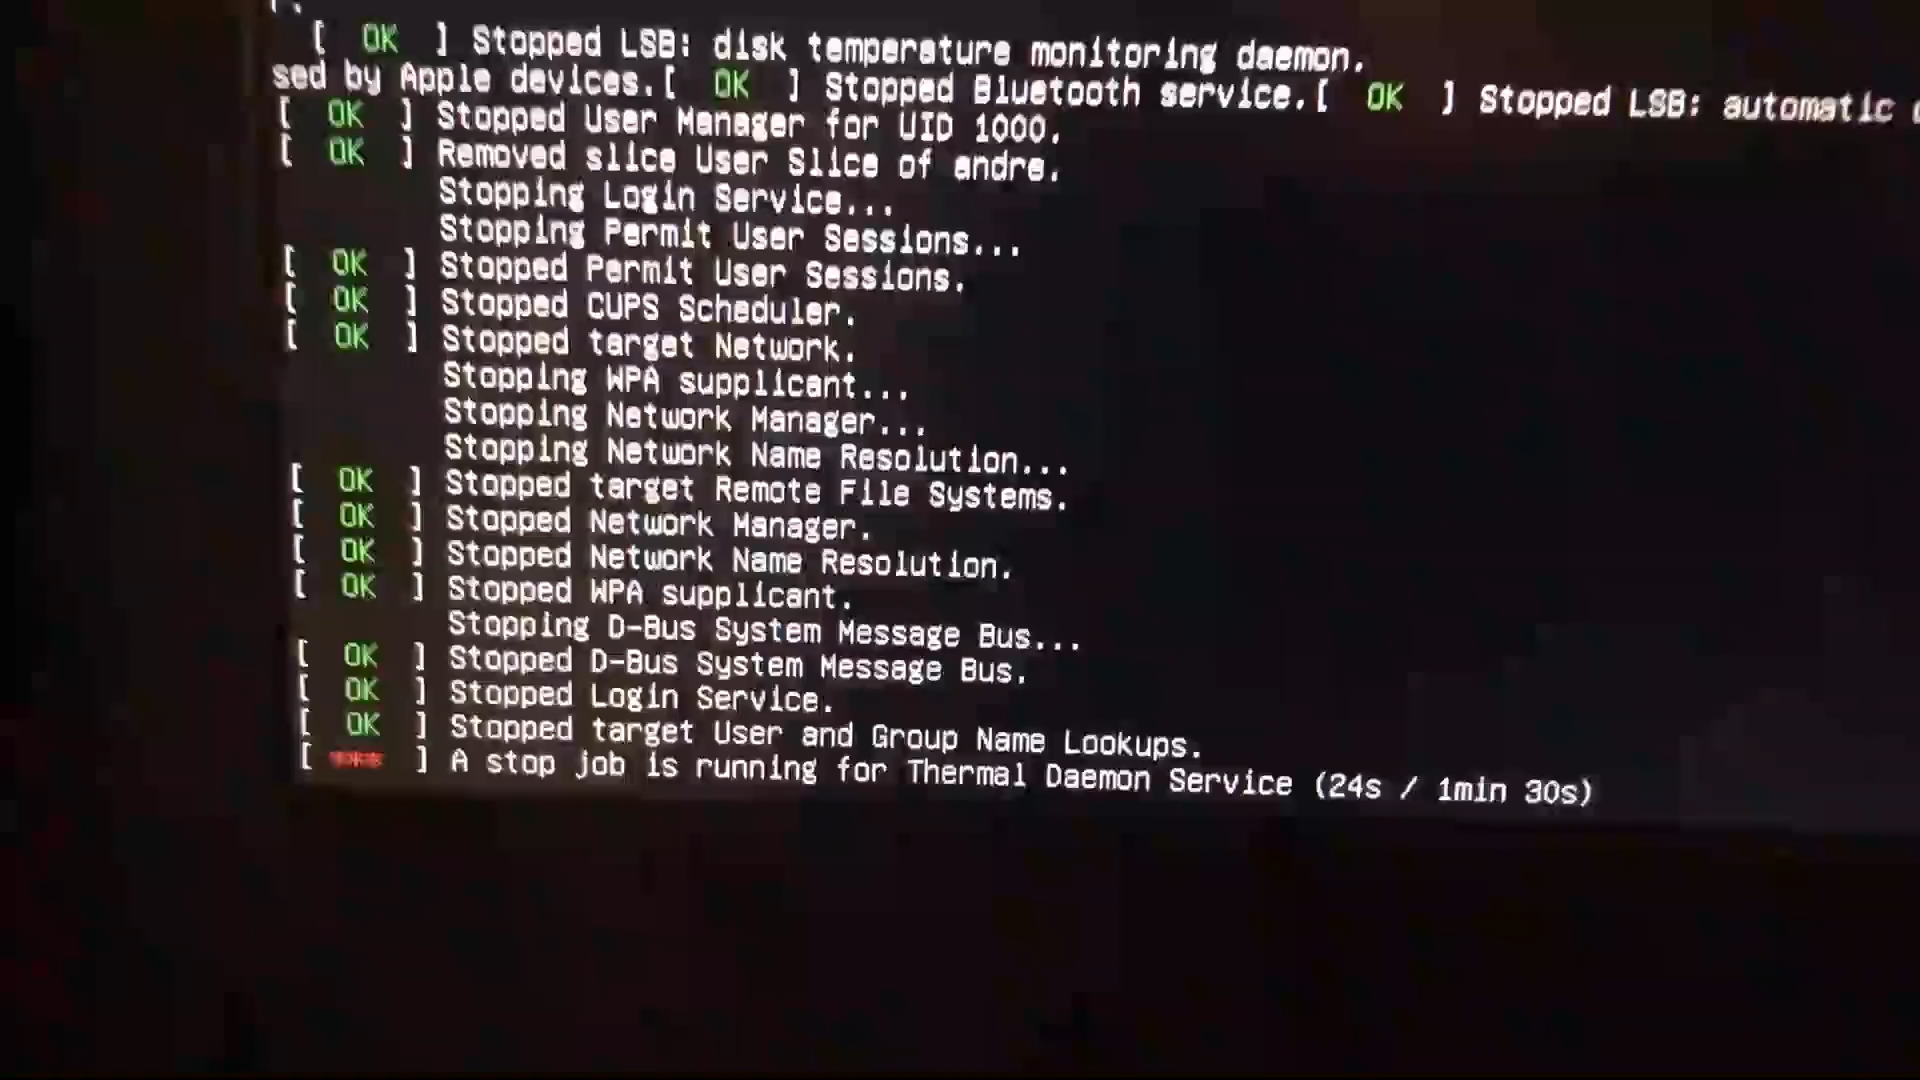 [ OK ] Stopped LSB: disk temperature monitoring daemon.
sed by Apple devices.[ OK ] Stopped Bluetooth service.[ OK ] Stopped LSB: automatic
[ OK ] Stopped User Manager for UID 1000.
[ OK ] Removed slice User Slice of andre.
Stopping Login Service...
Stopping Permit User Sessions...
[ OK ] Stopped Permit User Sessions.
[ OK ] Stopped CUPS Scheduler.
[ OK ] Stopped target Network.
Stopping WPA supplicant...
Stopping Network Manager...
Stopping Network Name Resolution...
[ OK ] Stopped target Remote File Systems.
[ OK ] Stopped Network Manager.
[ OK ] Stopped Network Name Resolution.
[ OK ] Stopped WPA supplicant.
Stopping D-Bus System Message Bus...
[ OK ] Stopped D-Bus System Message Bus.
[ OK ] Stopped Login Service.
[ OK ] Stopped target User and Group Name Lookups.
[ ] A stop job is running for Thermal Daemon Service (24s / 1min 30s)